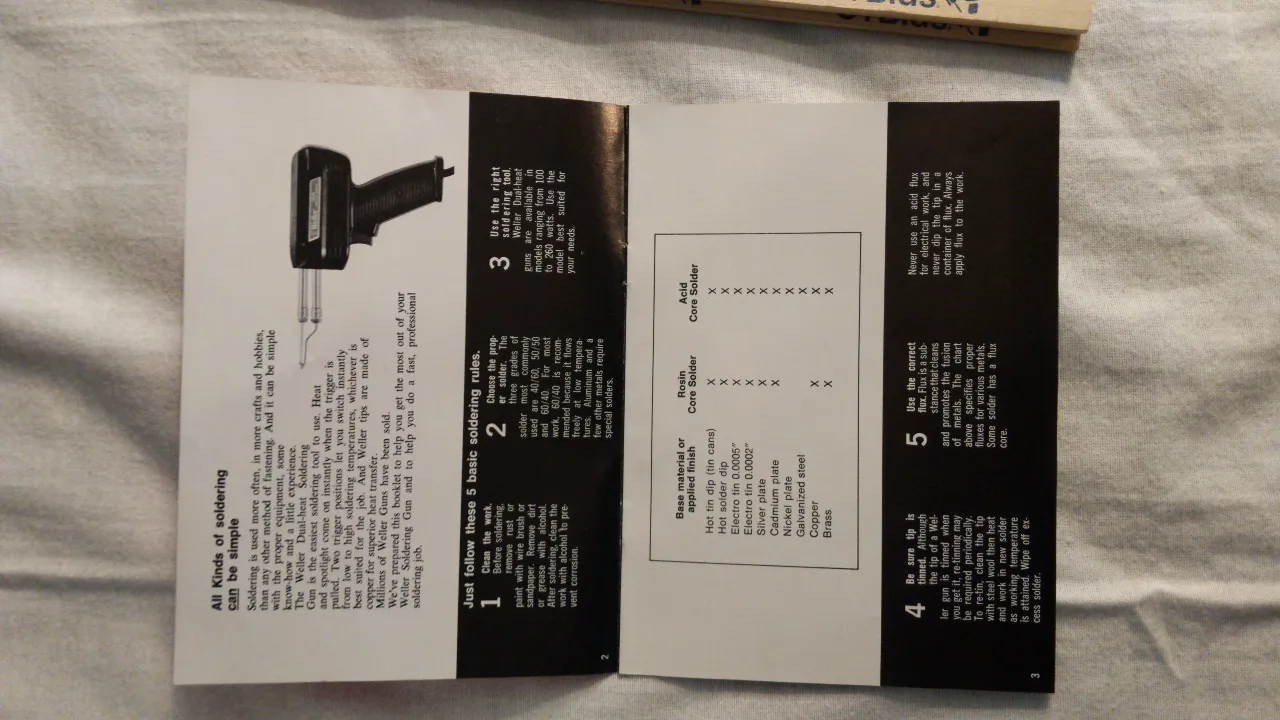 All Kinds of soldering
can be simple
Soldering is used more often, in more crafts and hobbies,
than any other method of fastening. And it can be simple
with the proper equipment, some
know-how and a little experience.
The Weller Dual-heat Soldering
Gun is the easiest soldering tool to use. Heat
and spotlight come on instantly when the trigger is
pulled. Two trigger positions let you switch instantly
from low to high soldering temperatures, whichever is
best suited for the job. And Weller tips are made of
copper for superior heat transfer.
Millions of Weller Guns have been sold.
We've prepared this booklet to help you get the most out of your
Weller Soldering Gun and to help you do a fast, professional
soldering job.
Just follow these 5 basic soldering rules.
1 Clean the work.
Before soldering,
remove rust or
paint with wire brush or
sandpaper. Remove dirt
or grease with alcohol.
After soldering, clean the
work with alcohol to pre-
vent corrosion.
2 Choose the prop-
er solder. The
three grades of
solder most commonly
used are 40/60, 50/50
and 60/40. For most
work, 60/40 is recom-
mended because it flows
freely at low tempera-
tures. Aluminum and a
few other metals require
special solders.
3 Use the right
soldering tool.
Weller Dual-heat
guns are available in
models ranging from 100
to 260 watts. Use the
model best suited for
your needs.
2
Base material or applied finish Rosin Core Solder Acid Core Solder
Hot tin dip (tin cans) X X
Hot solder dip X X
Electro tin 0.0005″ X X
Electro tin 0.0002″ X X
Silver plate X X
Cadmium plate X X
Nickel plate X
Galvanized steel X
Copper X X
Brass X X
4 Be sure tip is
tinned. Although
the tip of a Wel-
ler gun is tinned when
you get it, re-tinning may
be required periodically.
To re-tin, clean the tip
with steel wool then heat
and work in new solder
as working temperature
is attained. Wipe off ex-
cess solder.
5 Use the correct
flux. Flux is a sub-
stance that cleans
and promotes the fusion
of metals. The chart
above specifies proper
fluxes for various metals.
Some solder has a flux
core.
Never use an acid flux
for electrical work, and
never dip the tip in a
container of flux. Always
apply flux to the work.
3